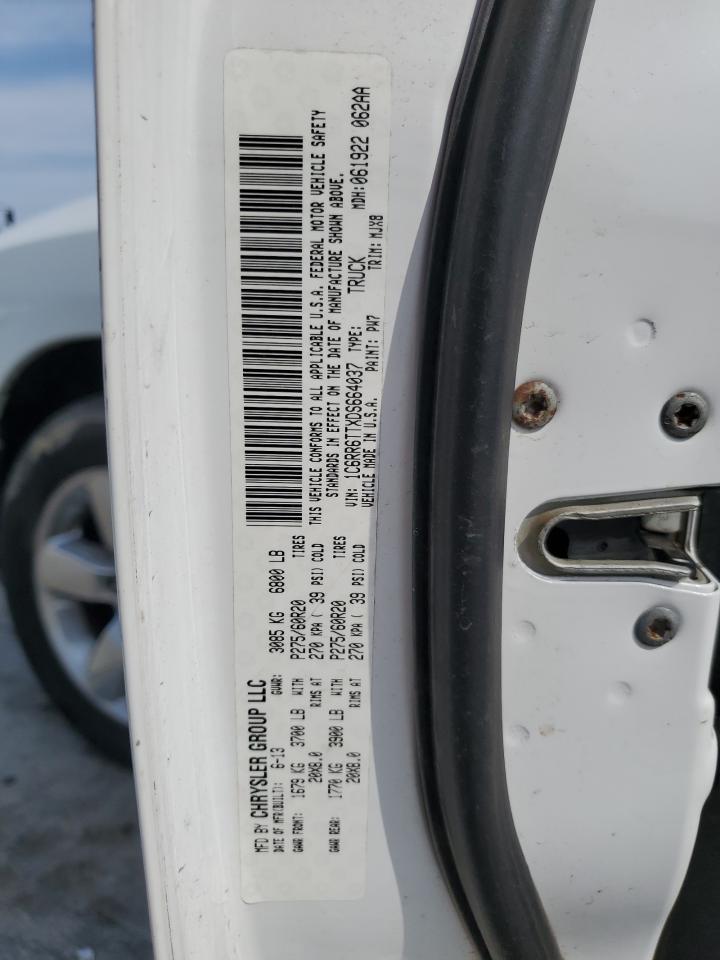 MFD BY CHRYSLER GROUP LLC
DATE OF MFR(BUILT): 6-13 GVWR: 3085 KG 6800 LB
GAWR FRONT: 1679 KG 3700 LB WITH P275/60R20 TIRES
20X8.0 RIMS AT 270 KPA ( 39 PSI) COLD
GAWR REAR: 1770 KG 3900 LB WITH P275/60R20 TIRES
20X8.0 RIMS AT 270 KPA ( 39 PSI) COLD
THIS VEHICLE CONFORMS TO ALL APPLICABLE U.S.A. FEDERAL MOTOR VEHICLE SAFETY
STANDARDS IN EFFECT ON THE DATE OF MANUFACTURE SHOWN ABOVE.
VIN: 1C6RR6TTXDS664037 TYPE: TRUCK MDH: 061922 062AA
VEHICLE MADE IN U.S.A. PAINT: PW7 TRIM: MJX8